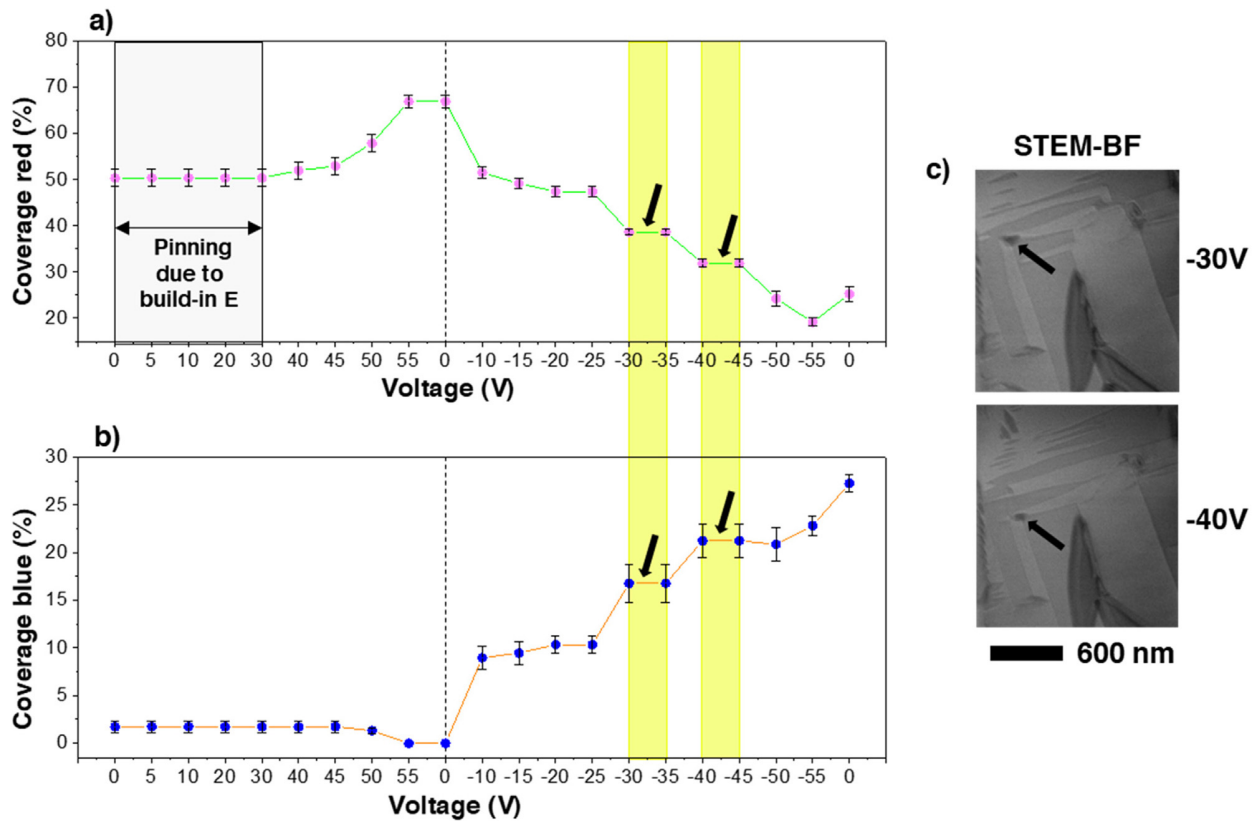 a)
Coverage red (%)
80
70
60
50
40
30
20
Pinning
due to
build-in E
0 5 10 20 30 40 45 50 55 0 -10 -15 -20 -25 -30 -35 -40 -45 -50 -55 0
Voltage (V)
b)
Coverage blue (%)
30
25
20
15
10
5
0
0 5 10 20 30 40 45 50 55 0 -10 -15 -20 -25 -30 -35 -40 -45 -50 -55 0
Voltage (V)
c)
STEM-BF
-30V
-40V
600 nm